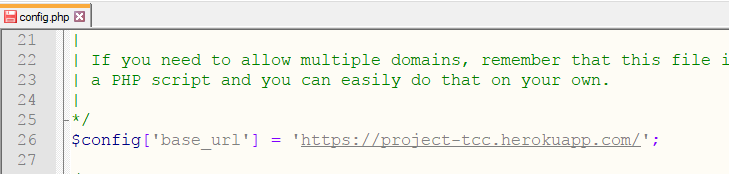 config.php
21 |
22 | If you need to allow multiple domains, remember that this file i
23 | a PHP script and you can easily do that on your own.
24 |
25 */
26 $config['base_url'] = 'https://project-tcc.herokuapp.com/';
27